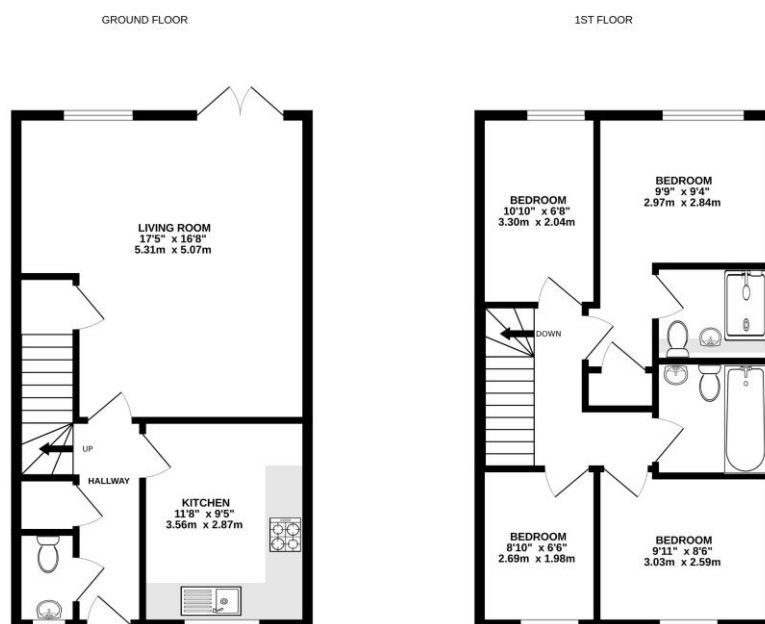 GROUND FLOOR
1ST FLOOR
LIVING ROOM
17'5" x 16'8"
5.31m x 5.07m
UP
HALLWAY
KITCHEN
11'8" x 9'5"
3.56m x 2.87m
BEDROOM
10'10" x 6'8"
3.30m x 2.04m
BEDROOM
9'9" x 9'4"
2.97m x 2.84m
DOWN
BEDROOM
8'10" x 6'6"
2.69m x 1.98m
BEDROOM
9'11" x 8'6"
3.03m x 2.59m